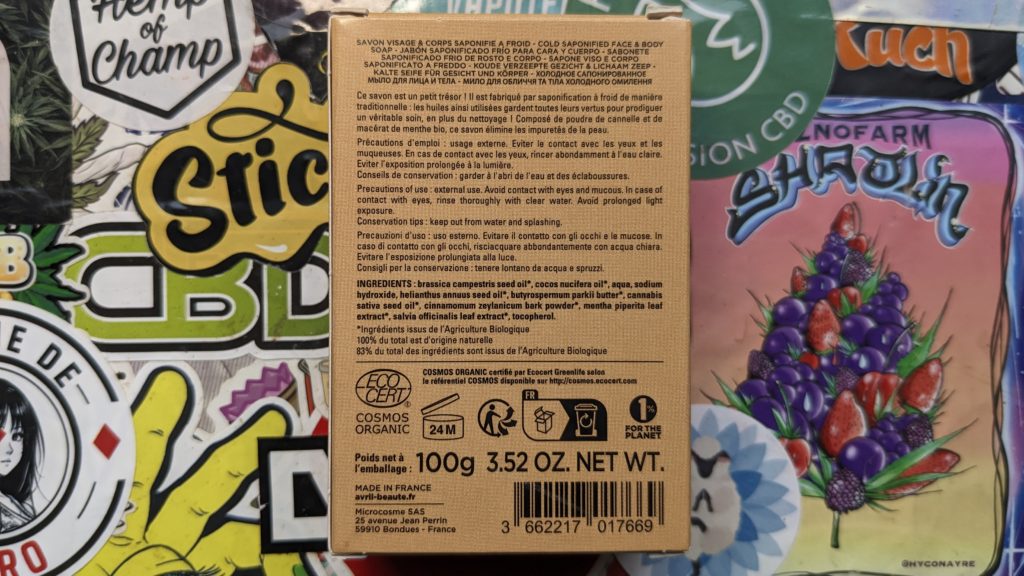 Hemp
of
Champ
SAVON VISAGE & CORPS SAPONIFIE A FROID - COLD SAPONIFIED FACE & BODY
SOAP - JABÓN SAPONIFICADO FRÍO PARA CARA Y CUERPO - SABONETE
SAPONIFICADO FRIO DE ROSTO E CORPO - SAPONE VISO E CORPO
SAPONIFICATO A FREDDO - KOUDE VERZEEPTE GEZICHT & LICHAAM ZEEP -
KALTE SEIFE FÜR GESICHT UND KÖRPER - ХОЛОДНОЕ САПОНИРОВАННОЕ
МЫЛО ДЛЯ ЛИЦА И ТЕЛА - МИЛО ДЛЯ ОБЛИЧЧЯ ТА ТІЛА ХОЛОДНОГО ОМИЛЕННЯ
Ce savon est un petit trésor ! Il est fabriqué par saponification à froid de manière
traditionnelle : les huiles ainsi utilisées gardent toutes leurs vertus pour prodiguer
un véritable soin, en plus du nettoyage ! Composé de poudre de cannelle et de
macérat de menthe bio, ce savon élimine les impuretés de la peau.
Précautions d'emploi : usage externe. Eviter le contact avec les yeux et les
muqueuses. En cas de contact avec les yeux, rincer abondamment à l'eau claire.
Eviter l'exposition prolongée à la lumière.
Conseils de conservation : garder à l'abri de l'eau et des éclaboussures.
Precautions of use : external use. Avoid contact with eyes and mucous. In case of
contact with eyes, rinse thoroughly with clear water. Avoid prolonged light
exposure.
Conservation tips : keep out from water and splashing.
Precauzioni d'uso : uso esterno. Evitare il contatto con gli occhi e le mucose. In
caso di contatto con gli occhi, risciacquare abbondantemente con acqua chiara.
Evitare l'esposizione prolungata alla luce.
Consigli per la conservazione : tenere lontano da acqua e spruzzi.
INGREDIENTS : brassica campestris seed oil*, cocos nucifera oil*, aqua, sodium
hydroxide, helianthus annuus seed oil*, butyrospermum parkii butter*, cannabis
sativa seed oil*, cinnamomum zeylanicum bark powder*, mentha piperita leaf
extract*, salvia officinalis leaf extract*, tocopherol.
*Ingrédients issus de l'Agriculture Biologique
100% du total est d'origine naturelle
83% du total des ingrédients sont issus de l'Agriculture Biologique
COSMOS ORGANIC certifié par Ecocert Greenlife selon
le référentiel COSMOS disponible sur http://cosmos.ecocert.com
ECO
CERT®
COSMOS
ORGANIC
24 M
FR
1%
FOR THE
PLANET
Poids net à
l'emballage : 100g 3.52 OZ. NET WT.
MADE IN FRANCE
avril-beaute.fr
Microcosme SAS
25 avenue Jean Perrin
59910 Bondues - France
3 662217 017669
Stic
CBD
B
E DE
RO
SION CBD
NOFARM
SHAOLin
@HYCONAYRE